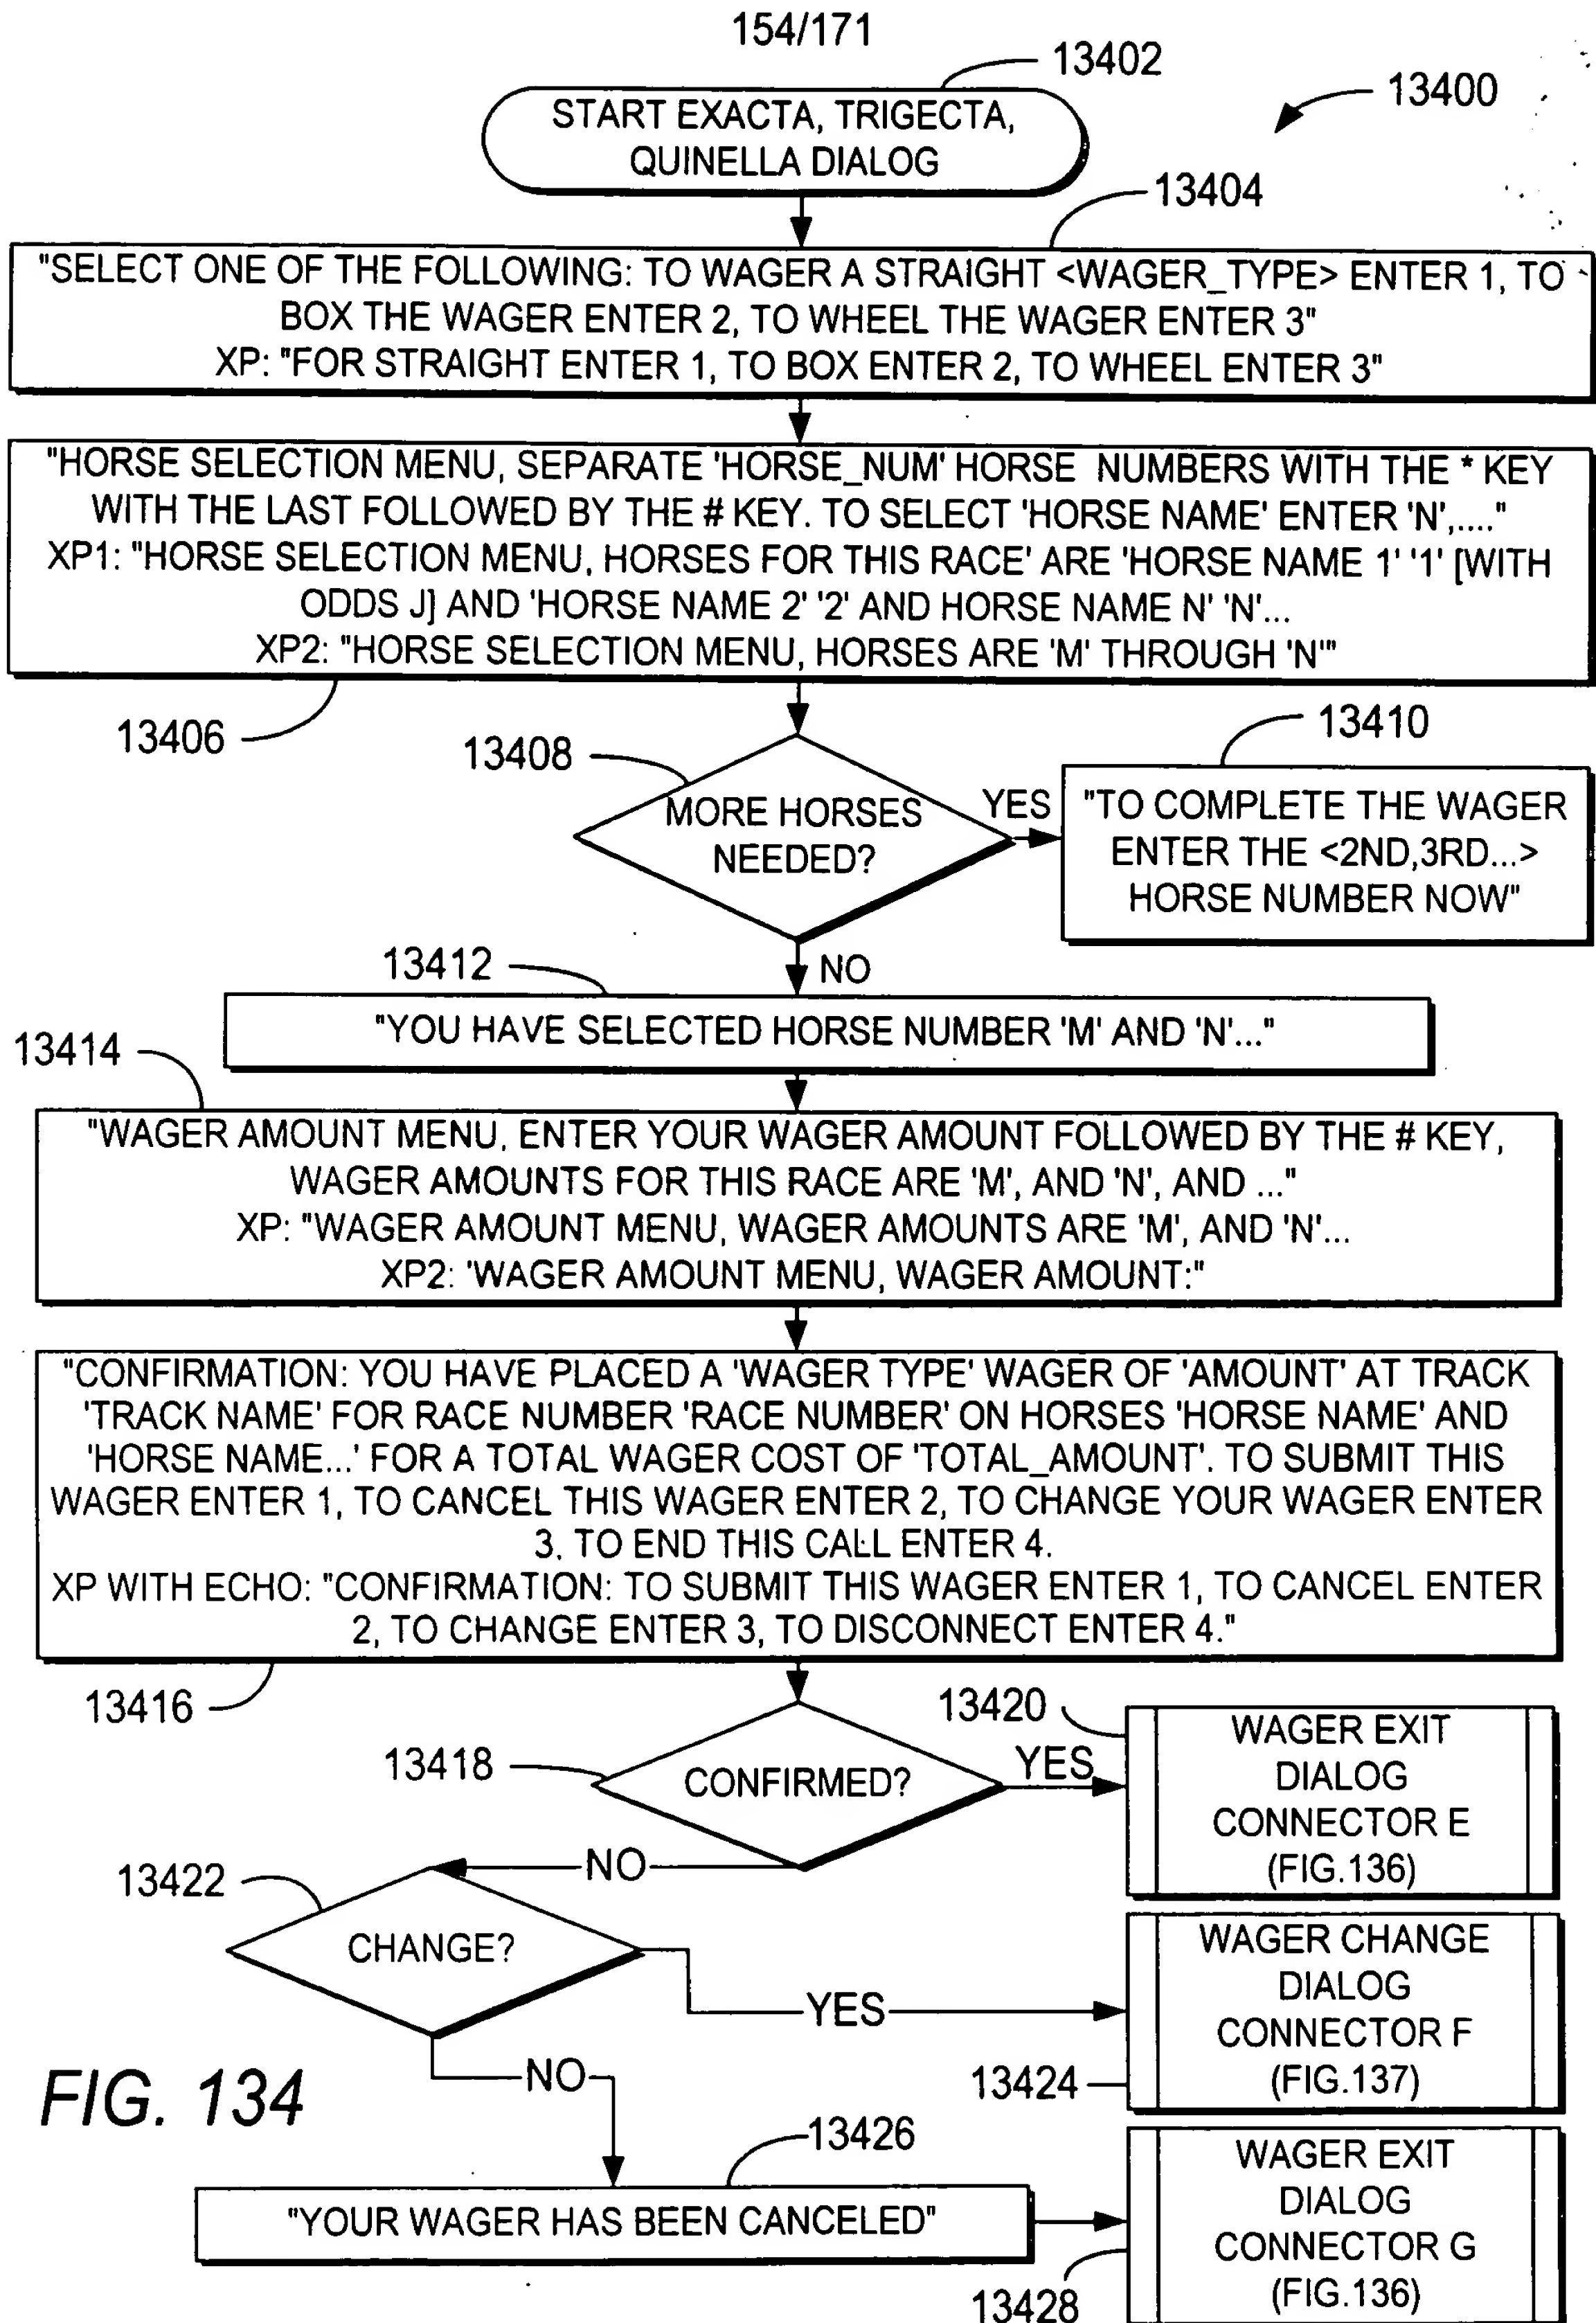 154/171
13402
13400
START EXACTA, TRIGECTA,
QUINELLA DIALOG
13404
"SELECT ONE OF THE FOLLOWING: TO WAGER A STRAIGHT <WAGER_TYPE> ENTER 1, TO
BOX THE WAGER ENTER 2, TO WHEEL THE WAGER ENTER 3"
XP: "FOR STRAIGHT ENTER 1, TO BOX ENTER 2, TO WHEEL ENTER 3"
"HORSE SELECTION MENU, SEPARATE 'HORSE_NUM' HORSE NUMBERS WITH THE * KEY
WITH THE LAST FOLLOWED BY THE # KEY. TO SELECT 'HORSE NAME' ENTER 'N',...."
XP1: "HORSE SELECTION MENU, HORSES FOR THIS RACE' ARE 'HORSE NAME 1' '1' [WITH
ODDS J] AND 'HORSE NAME 2' '2' AND HORSE NAME N' 'N'...
XP2: "HORSE SELECTION MENU, HORSES ARE 'M' THROUGH 'N'"
13406
13408
13410
MORE HORSES
NEEDED?
YES
"TO COMPLETE THE WAGER
ENTER THE <2ND,3RD...>
HORSE NUMBER NOW"
13412
NO
"YOU HAVE SELECTED HORSE NUMBER 'M' AND 'N'..."
13414
"WAGER AMOUNT MENU, ENTER YOUR WAGER AMOUNT FOLLOWED BY THE # KEY,
WAGER AMOUNTS FOR THIS RACE ARE 'M', AND 'N', AND ..."
XP: "WAGER AMOUNT MENU, WAGER AMOUNTS ARE 'M', AND 'N'...
XP2: 'WAGER AMOUNT MENU, WAGER AMOUNT:"
"CONFIRMATION: YOU HAVE PLACED A 'WAGER TYPE' WAGER OF 'AMOUNT' AT TRACK
'TRACK NAME' FOR RACE NUMBER 'RACE NUMBER' ON HORSES 'HORSE NAME' AND
'HORSE NAME...' FOR A TOTAL WAGER COST OF 'TOTAL_AMOUNT'. TO SUBMIT THIS
WAGER ENTER 1, TO CANCEL THIS WAGER ENTER 2, TO CHANGE YOUR WAGER ENTER
3, TO END THIS CALL ENTER 4.
XP WITH ECHO: "CONFIRMATION: TO SUBMIT THIS WAGER ENTER 1, TO CANCEL ENTER
2, TO CHANGE ENTER 3, TO DISCONNECT ENTER 4."
13416
13418
CONFIRMED?
YES
13420
WAGER EXIT
DIALOG
CONNECTOR E
(FIG.136)
NO
13422
CHANGE?
YES
WAGER CHANGE
DIALOG
CONNECTOR F
(FIG.137)
13424
NO
FIG. 134
13426
"YOUR WAGER HAS BEEN CANCELED"
WAGER EXIT
DIALOG
CONNECTOR G
(FIG.136)
13428